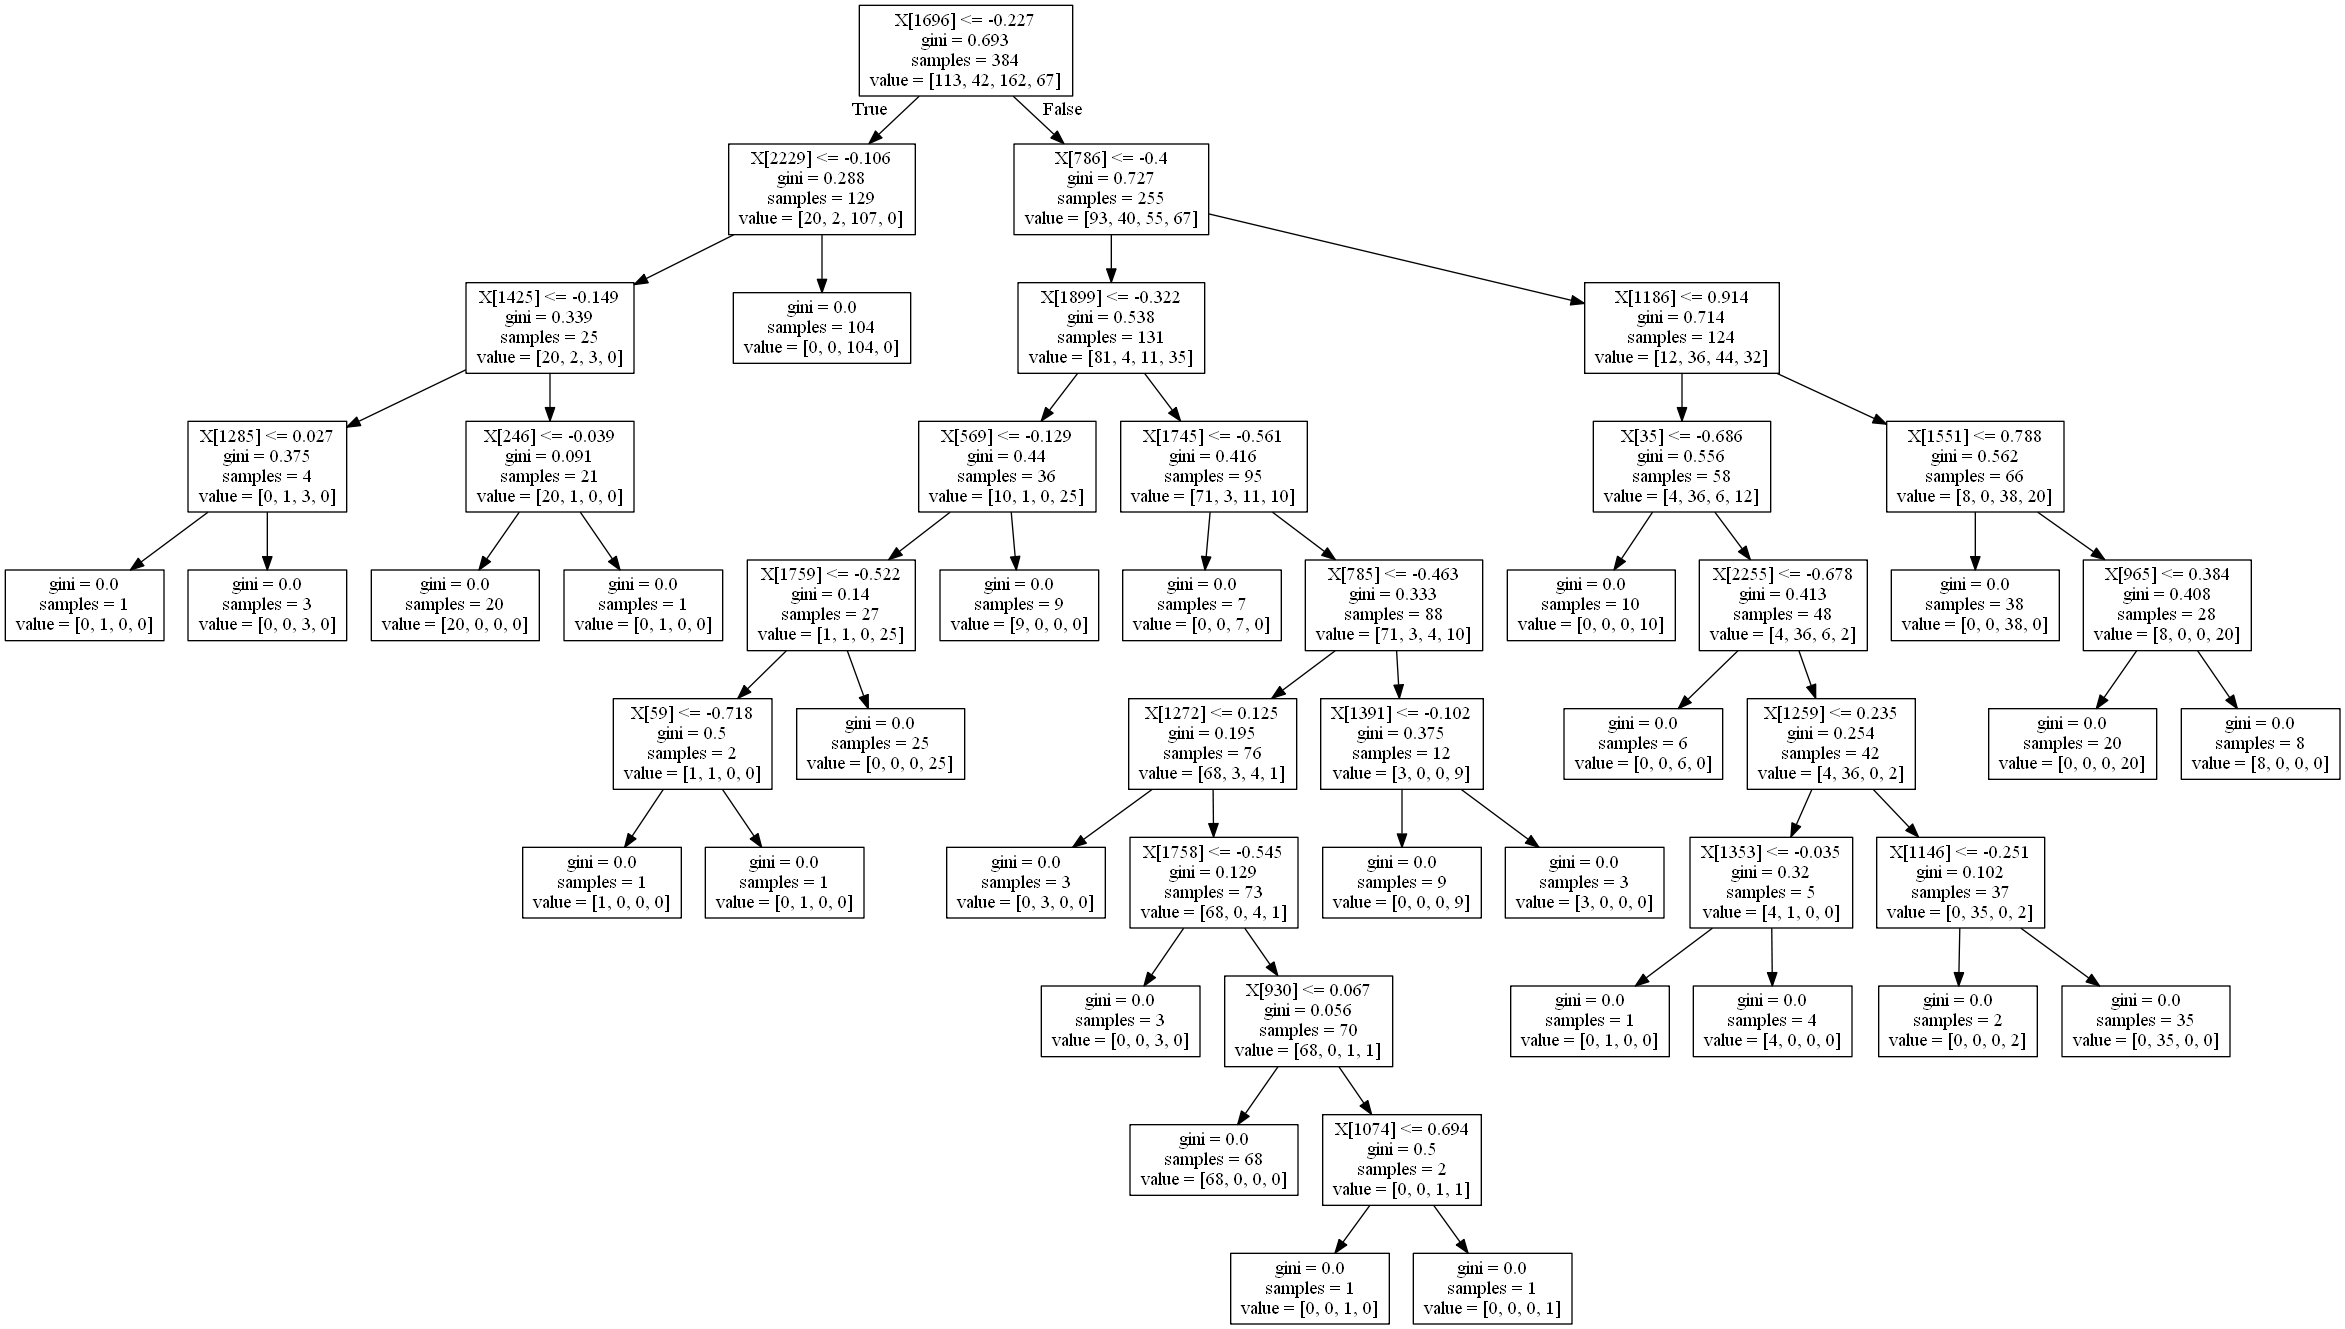 X[1696] <= -0.227
gini = 0.693
samples = 384
value = [113, 42, 162, 67]
True
False
X[2229] <= -0.106
gini = 0.288
samples = 129
value = [20, 2, 107, 0]
X[786] <= -0.4
gini = 0.727
samples = 255
value = [93, 40, 55, 67]
X[1425] <= -0.149
gini = 0.339
samples = 25
value = [20, 2, 3, 0]
gini = 0.0
samples = 104
value = [0, 0, 104, 0]
X[1899] <= -0.322
gini = 0.538
samples = 131
value = [81, 4, 11, 35]
X[1186] <= 0.914
gini = 0.714
samples = 124
value = [12, 36, 44, 32]
X[1285] <= 0.027
gini = 0.375
samples = 4
value = [0, 1, 3, 0]
X[246] <= -0.039
gini = 0.091
samples = 21
value = [20, 1, 0, 0]
X[569] <= -0.129
gini = 0.44
samples = 36
value = [10, 1, 0, 25]
X[1745] <= -0.561
gini = 0.416
samples = 95
value = [71, 3, 11, 10]
X[35] <= -0.686
gini = 0.556
samples = 58
value = [4, 36, 6, 12]
X[1551] <= 0.788
gini = 0.562
samples = 66
value = [8, 0, 38, 20]
gini = 0.0
samples = 1
value = [0, 1, 0, 0]
gini = 0.0
samples = 3
value = [0, 0, 3, 0]
gini = 0.0
samples = 20
value = [20, 0, 0, 0]
gini = 0.0
samples = 1
value = [0, 1, 0, 0]
X[1759] <= -0.522
gini = 0.14
samples = 27
value = [1, 1, 0, 25]
gini = 0.0
samples = 9
value = [9, 0, 0, 0]
gini = 0.0
samples = 7
value = [0, 0, 7, 0]
X[785] <= -0.463
gini = 0.333
samples = 88
value = [71, 3, 4, 10]
gini = 0.0
samples = 10
value = [0, 0, 0, 10]
X[2255] <= -0.678
gini = 0.413
samples = 48
value = [4, 36, 6, 2]
gini = 0.0
samples = 38
value = [0, 0, 38, 0]
X[965] <= 0.384
gini = 0.408
samples = 28
value = [8, 0, 0, 20]
X[59] <= -0.718
gini = 0.5
samples = 2
value = [1, 1, 0, 0]
gini = 0.0
samples = 25
value = [0, 0, 0, 25]
X[1272] <= 0.125
gini = 0.195
samples = 76
value = [68, 3, 4, 1]
X[1391] <= -0.102
gini = 0.375
samples = 12
value = [3, 0, 0, 9]
gini = 0.0
samples = 6
value = [0, 0, 6, 0]
X[1259] <= 0.235
gini = 0.254
samples = 42
value = [4, 36, 0, 2]
gini = 0.0
samples = 20
value = [0, 0, 0, 20]
gini = 0.0
samples = 8
value = [8, 0, 0, 0]
gini = 0.0
samples = 1
value = [1, 0, 0, 0]
gini = 0.0
samples = 1
value = [0, 1, 0, 0]
gini = 0.0
samples = 3
value = [0, 3, 0, 0]
X[1758] <= -0.545
gini = 0.129
samples = 73
value = [68, 0, 4, 1]
gini = 0.0
samples = 9
value = [0, 0, 0, 9]
gini = 0.0
samples = 3
value = [3, 0, 0, 0]
X[1353] <= -0.035
gini = 0.32
samples = 5
value = [4, 1, 0, 0]
X[1146] <= -0.251
gini = 0.102
samples = 37
value = [0, 35, 0, 2]
gini = 0.0
samples = 3
value = [0, 0, 3, 0]
X[930] <= 0.067
gini = 0.056
samples = 70
value = [68, 0, 1, 1]
gini = 0.0
samples = 1
value = [0, 1, 0, 0]
gini = 0.0
samples = 4
value = [4, 0, 0, 0]
gini = 0.0
samples = 2
value = [0, 0, 0, 2]
gini = 0.0
samples = 35
value = [0, 35, 0, 0]
gini = 0.0
samples = 68
value = [68, 0, 0, 0]
X[1074] <= 0.694
gini = 0.5
samples = 2
value = [0, 0, 1, 1]
gini = 0.0
samples = 1
value = [0, 0, 1, 0]
gini = 0.0
samples = 1
value = [0, 0, 0, 1]